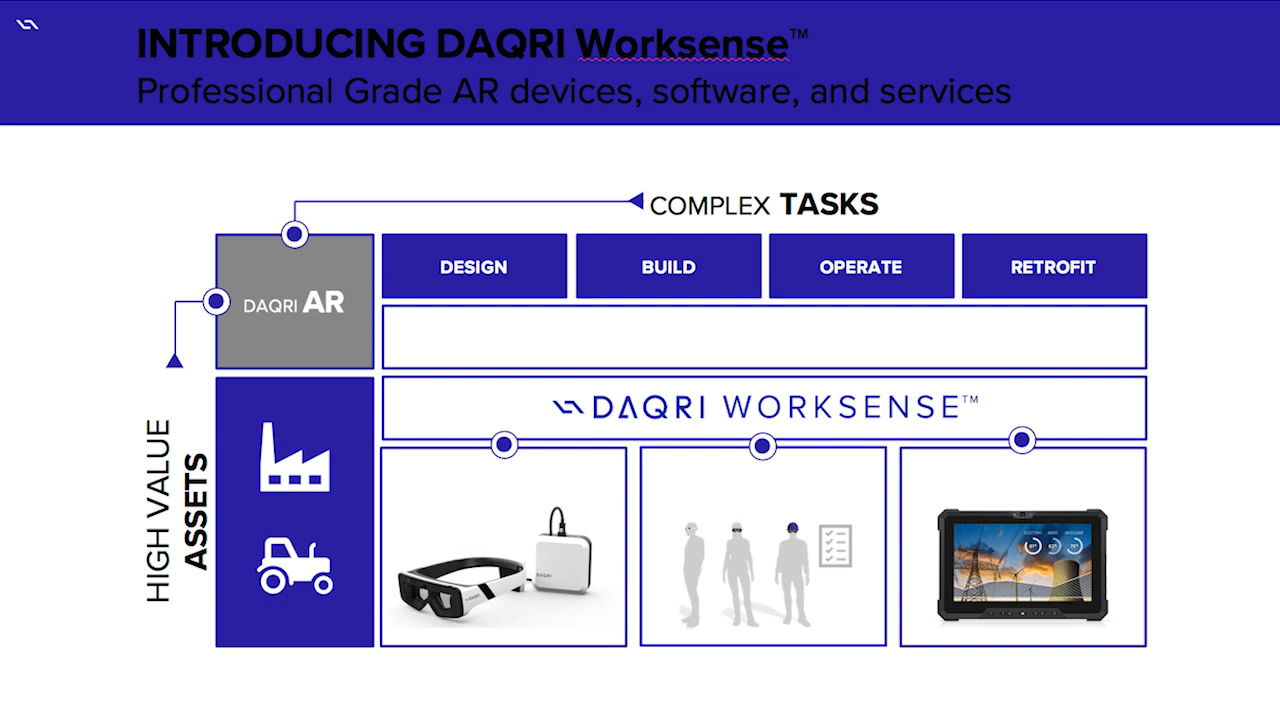 INTRODUCING DAQRI Worksense™
Professional Grade AR devices, software, and services
COMPLEX TASKS
DAQRI AR
DESIGN
BUILD
OPERATE
RETROFIT
DAQRI WORKSENSE™
HIGH VALUE
ASSETS
DAQRI